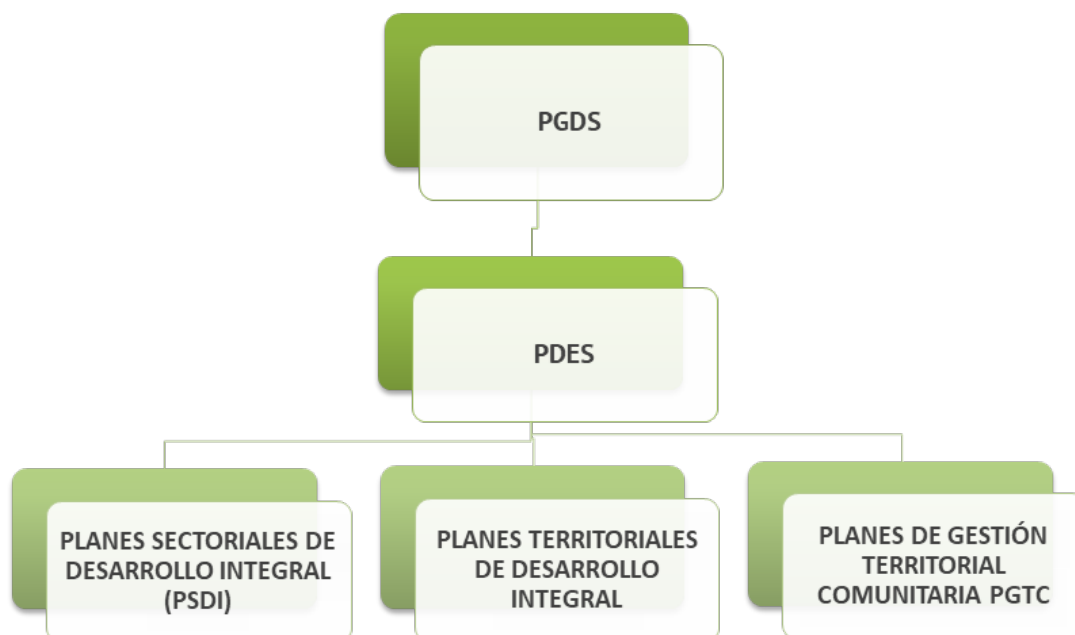 PGDS
PDES
PLANES SECTORIALES DE
DESARROLLO INTEGRAL
(PSDI)
PLANES TERRITORIALES
DE DESARROLLO
INTEGRAL
PLANES DE GESTIÓN
TERRITORIAL
COMUNITARIA PGTC